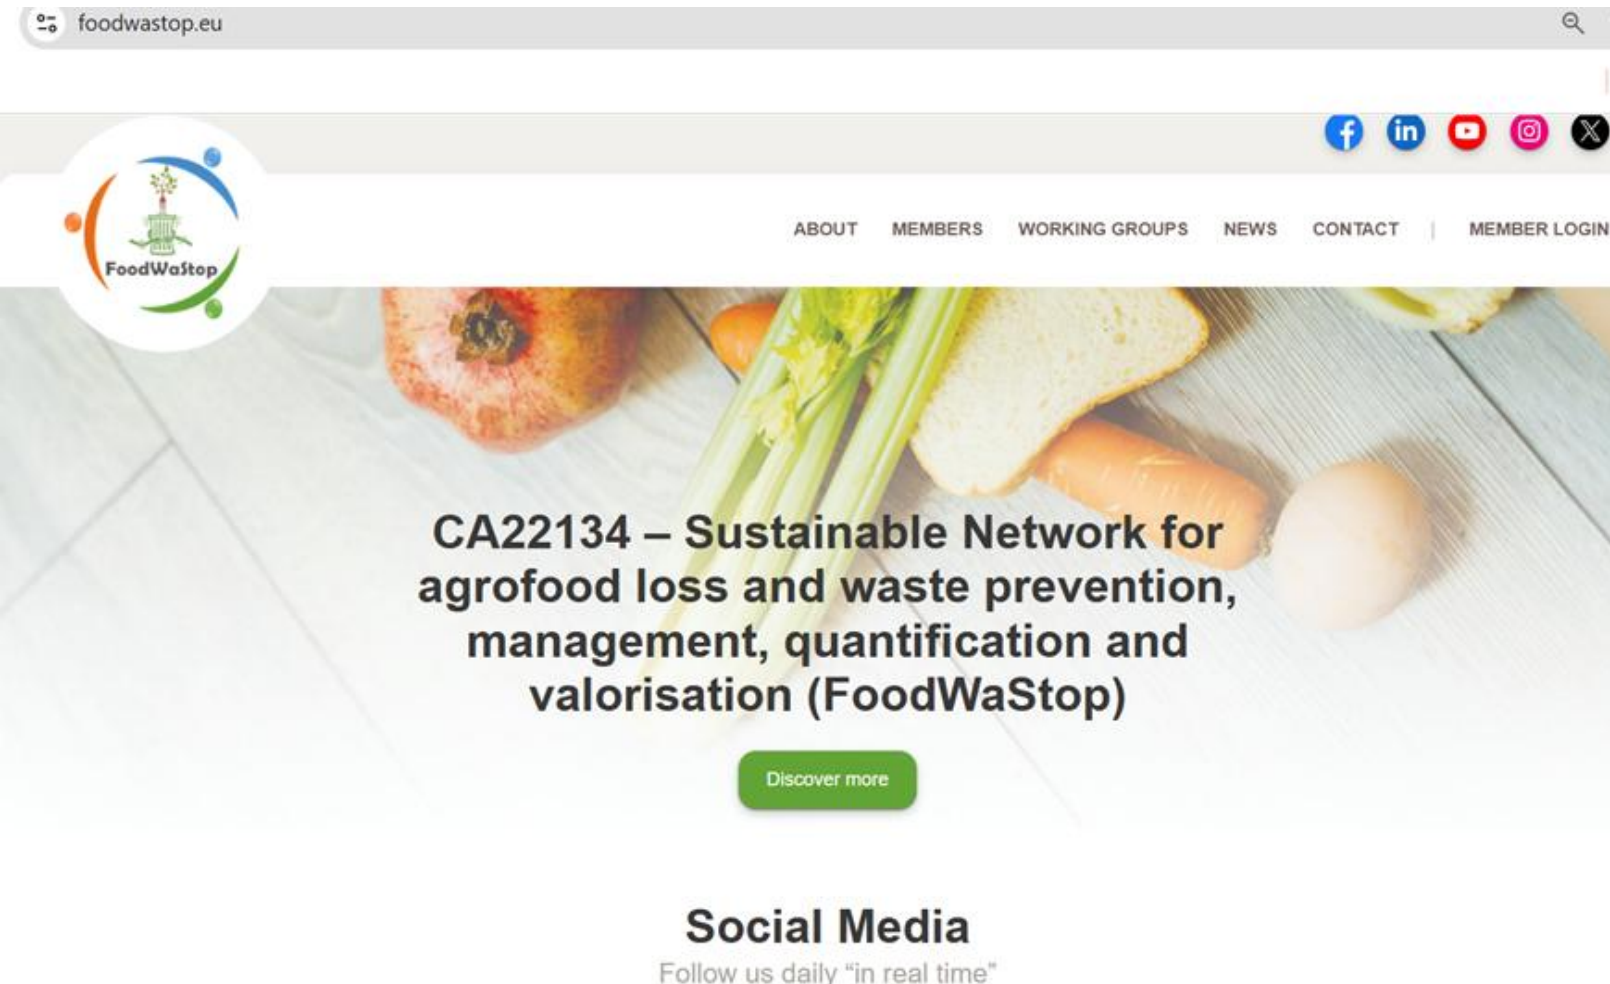 foodwastop.eu
FoodWaStop
ABOUT MEMBERS WORKING GROUPS NEWS CONTACT | MEMBER LOGIN
CA22134 – Sustainable Network for
agrofood loss and waste prevention,
management, quantification and
valorisation (FoodWaStop)
Discover more
Social Media
Follow us daily “in real time”